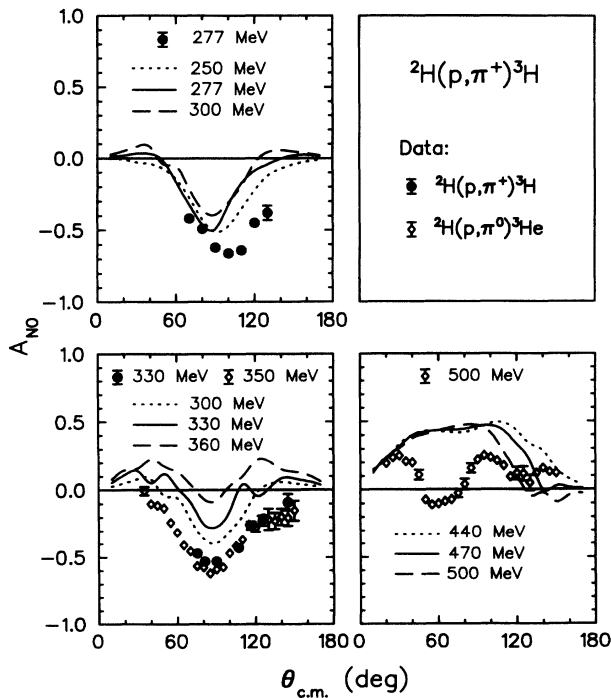 277 MeV
250 MeV
277 MeV
300 MeV
1.0
0.5
0.0
-0.5
-1.0
0 60 120 180
²H(p,π⁺)³H
Data:
²H(p,π⁺)³H
²H(p,π⁰)³He
A_NO
330 MeV 350 MeV
300 MeV
330 MeV
360 MeV
1.0
0.5
0.0
-0.5
-1.0
0 60 120 180
500 MeV
440 MeV
470 MeV
500 MeV
0 60 120 180
θ_c.m. (deg)